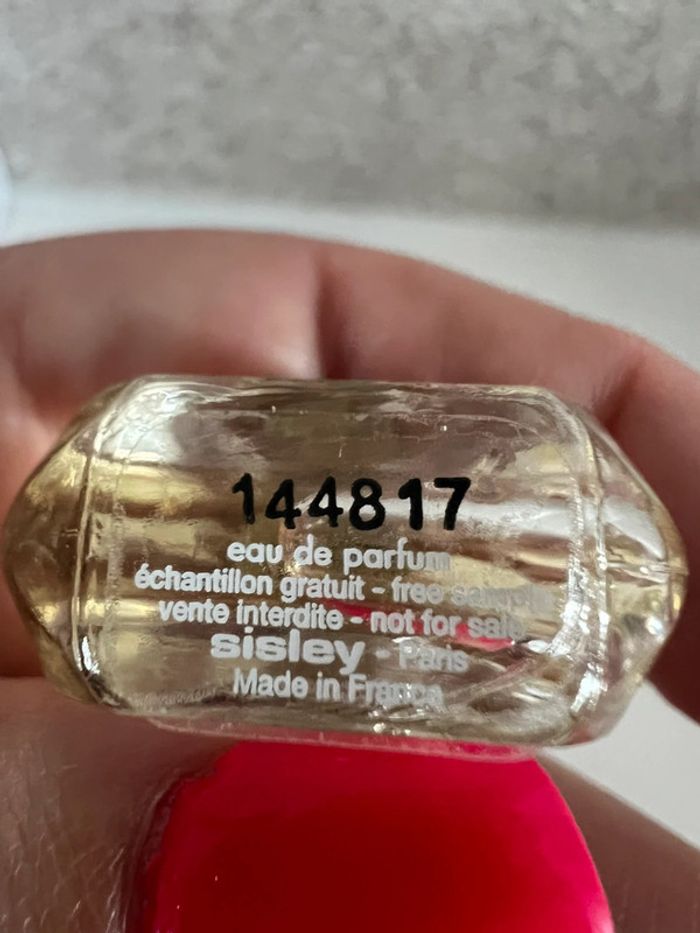 144817
eau de parfum
échantillon gratuit - free sample
vente interdite - not for sale
sisley - Paris
Made in France